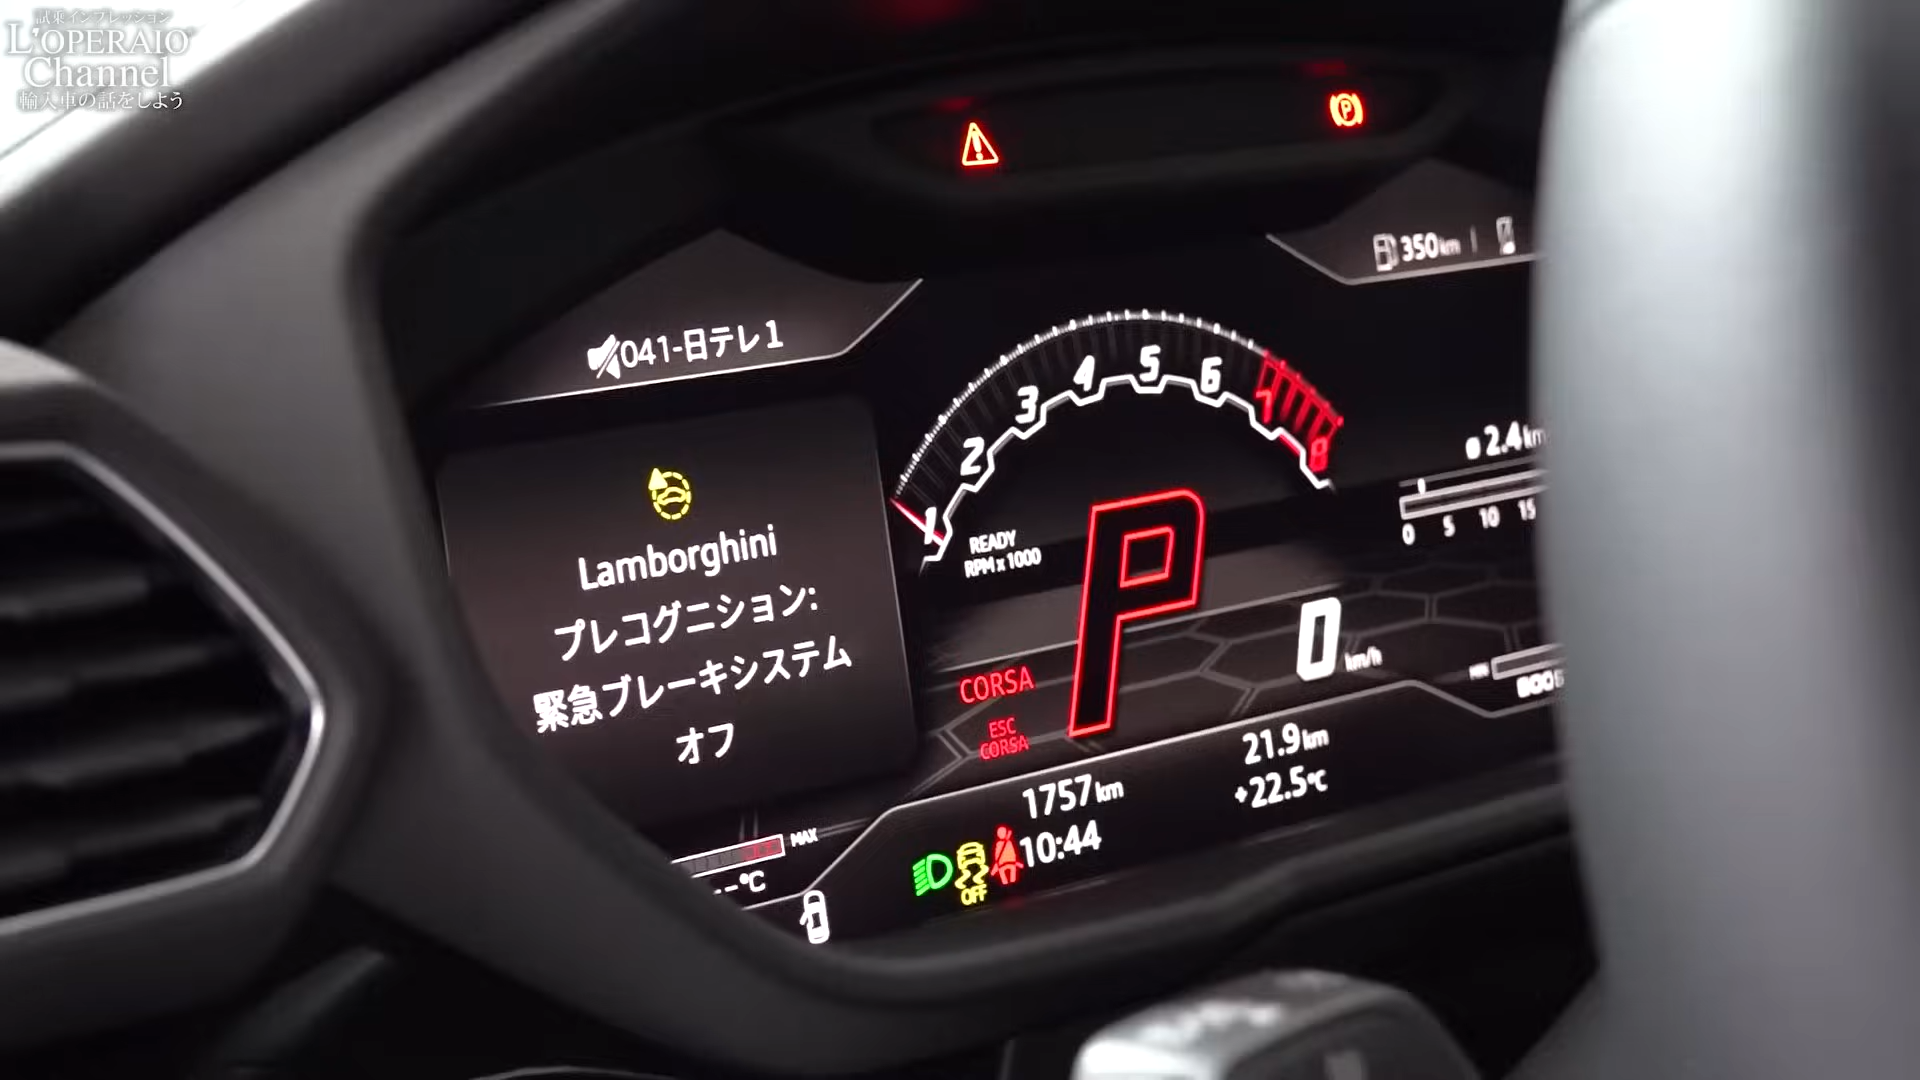 試乗インプレッション
L'OPERAIO
Channel
輸入車の話をしよう
350km
041-日テレ1
1 2 3 4 5 6 7 8
READY
RPM x 1000
2.4km
0 5 10 15
Lamborghini
プレコグニション:
緊急ブレーキシステム
オフ
P
0 km/h
CORSA
ESC
CORSA
21.9km
+22.5°C
1757km
10:44
MAX
--°C
OFF